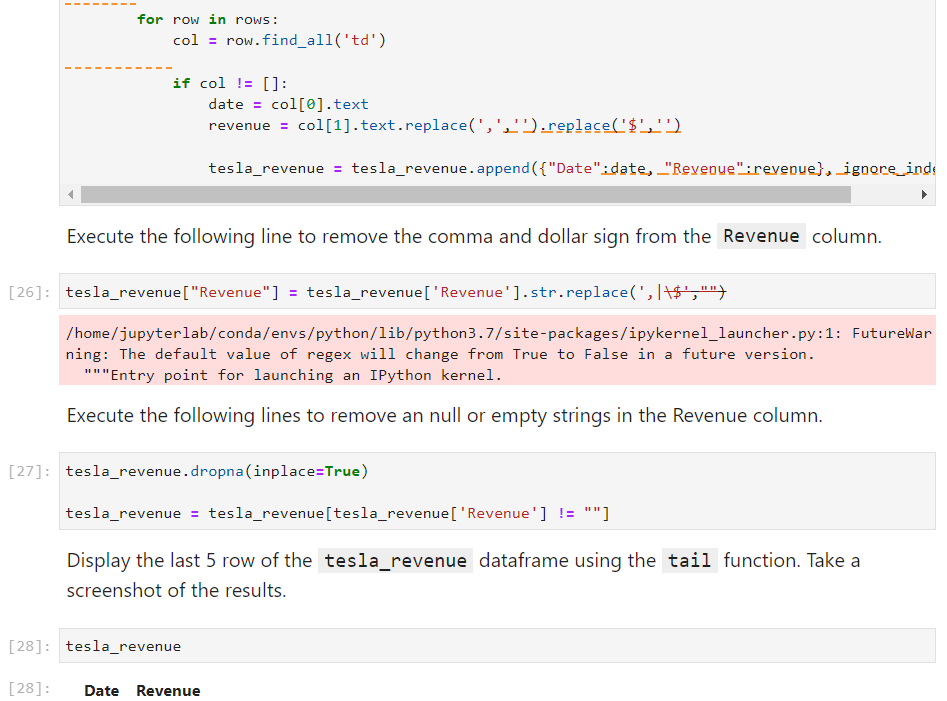 for row in rows:
col = row.find_all('td')
if col != []:
date = col[0].text
revenue = col[1].text.replace(',','').replace('$','')
tesla_revenue = tesla_revenue.append({"Date":date, "Revenue":revenue}, ignore_inde
Execute the following line to remove the comma and dollar sign from the Revenue column.
[26]: tesla_revenue["Revenue"] = tesla_revenue['Revenue'].str.replace(',|\$',"")
/home/jupyterlab/conda/envs/python/lib/python3.7/site-packages/ipykernel_launcher.py:1: FutureWar
ning: The default value of regex will change from True to False in a future version.
"""Entry point for launching an IPython kernel.
Execute the following lines to remove an null or empty strings in the Revenue column.
[27]: tesla_revenue.dropna(inplace=True)
tesla_revenue = tesla_revenue[tesla_revenue['Revenue'] != ""]
Display the last 5 row of the tesla_revenue dataframe using the tail function. Take a
screenshot of the results.
[28]: tesla_revenue
[28]: Date Revenue